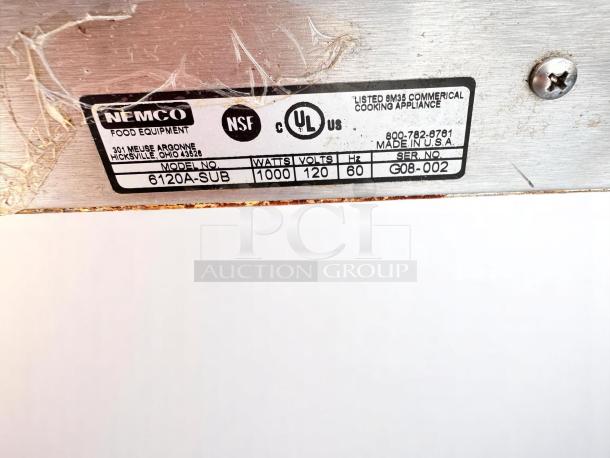 NEMCO
FOOD EQUIPMENT
301 MEUSE ARGONNE
HICKSVILLE, OHIO 43526
NSF
C UL US
LISTED 6M35 COMMERICAL
COOKING APPLIANCE
800-782-6761
MADE IN U.S.A.
MODEL NO. WATTS VOLTS Hz SER. NO.
6120A-SUB 1000 120 60 G08-002
PCI
AUCTION GROUP